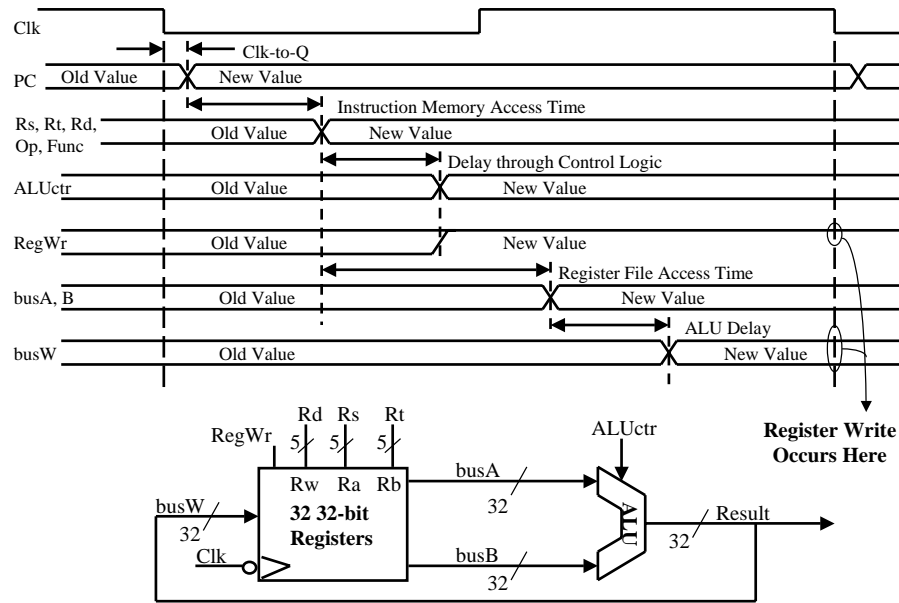 Clk
Clk-to-Q
PC Old Value New Value
Instruction Memory Access Time
Rs, Rt, Rd,
Op, Func
Old Value New Value
Delay through Control Logic
ALUctr Old Value New Value
RegWr Old Value New Value
Register File Access Time
busA, B Old Value New Value
ALU Delay
busW Old Value New Value
Register Write
Occurs Here
RegWr Rd Rs Rt ALUctr
5 5 5
Rw Ra Rb
busA
32
busW
32
32 32-bit
Registers
Clk
busB
32
ALU
Result
32